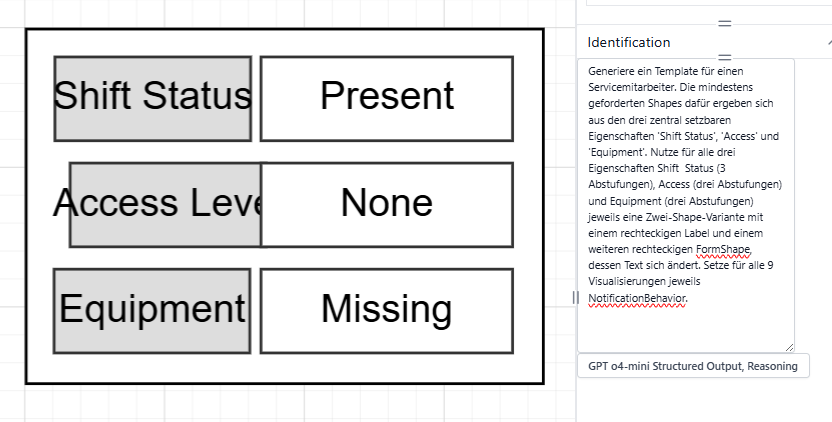 Shift Status
Present
Access Leve
None
Equipment
Missing
Identification
Generiere ein Template für einen
Servicemitarbeiter. Die mindestens
geforderten Shapes dafür ergeben sich
aus den drei zentral setzbaren
Eigenschaften 'Shift Status', 'Access' und
'Equipment'. Nutze für alle drei
Eigenschaften Shift  Status (3
Abstufungen), Access (drei Abstufungen)
und Equipment (drei Abstufungen)
jeweils eine Zwei-Shape-Variante mit
einem rechteckigen Label und einem
weiteren rechteckigen FormShape,
dessen Text sich ändert. Setze für alle 9
Visualisierungen jeweils
NotificationBehavior.
GPT o4-mini Structured Output, Reasoning